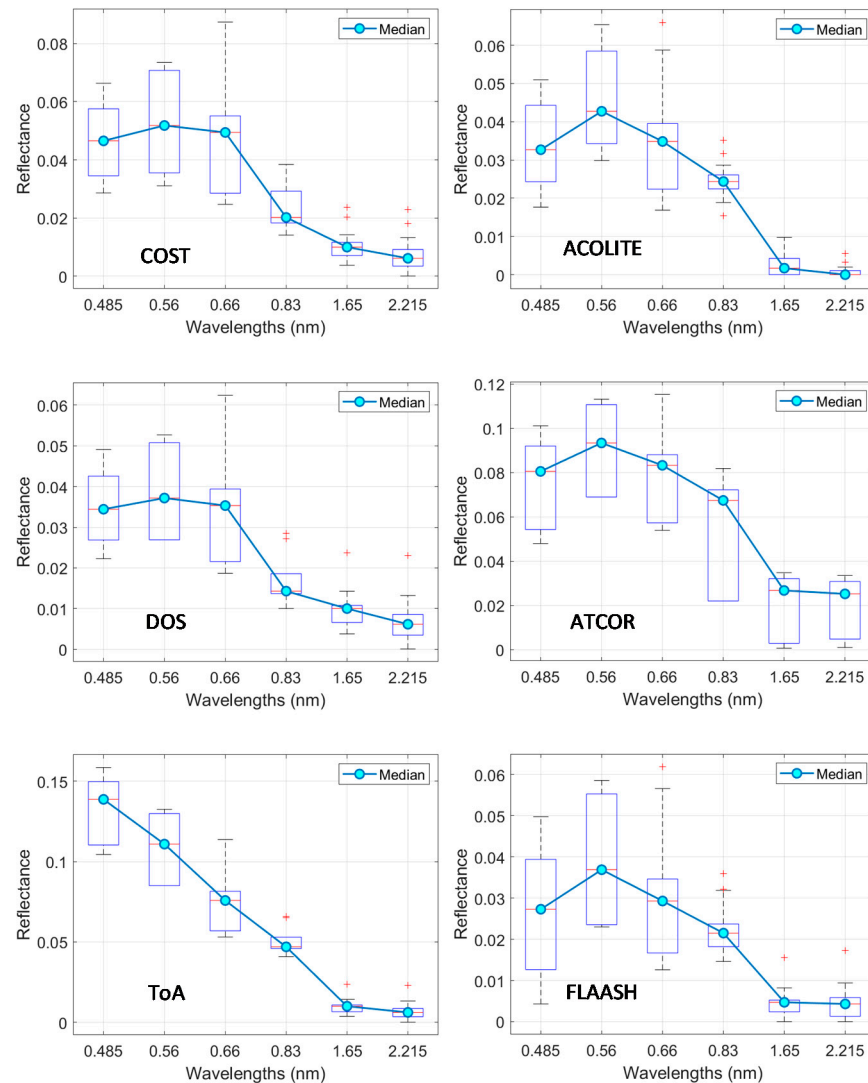 Median
Median
0.08
0.06
0.04
0.02
0
Reflectance
COST
0.485 0.56 0.66 0.83 1.65 2.215
Wavelengths (nm)
0.06
0.05
0.04
0.03
0.02
0.01
0
Reflectance
ACOLITE
0.485 0.56 0.66 0.83 1.65 2.215
Wavelengths (nm)
Median
0.06
0.05
0.04
0.03
0.02
0.01
0
Reflectance
DOS
0.485 0.56 0.66 0.83 1.65 2.215
Wavelengths (nm)
Median
0.12
0.1
0.08
0.06
0.04
0.02
0
Reflectance
ATCOR
0.485 0.56 0.66 0.83 1.65 2.215
Wavelengths (nm)
Median
0.15
0.1
0.05
0
Reflectance
ToA
0.485 0.56 0.66 0.83 1.65 2.215
Wavelengths (nm)
Median
0.06
0.05
0.04
0.03
0.02
0.01
0
Reflectance
FLAASH
0.485 0.56 0.66 0.83 1.65 2.215
Wavelengths (nm)